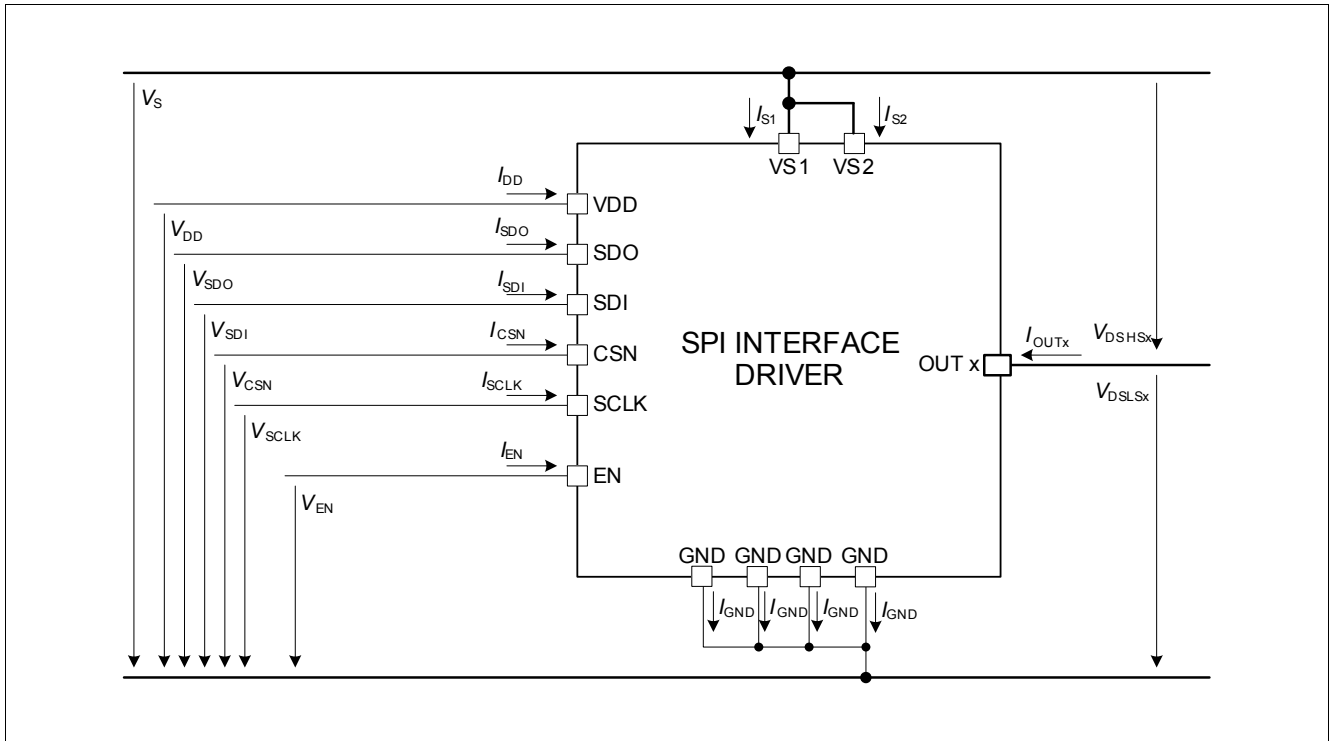 VS
IS1
IS2
VS1
VS2
IDD
VDD
VDD
ISDO
SDO
VSDO
ISDI
SDI
VSDI
ICSN
CSN
VCSN
ISCLK
SCLK
VSCLK
IEN
EN
VEN
SPI INTERFACE
DRIVER
OUT x
IOUTx
VDSHSx
VDSLSx
GND GND GND GND
IGND IGND IGND IGND